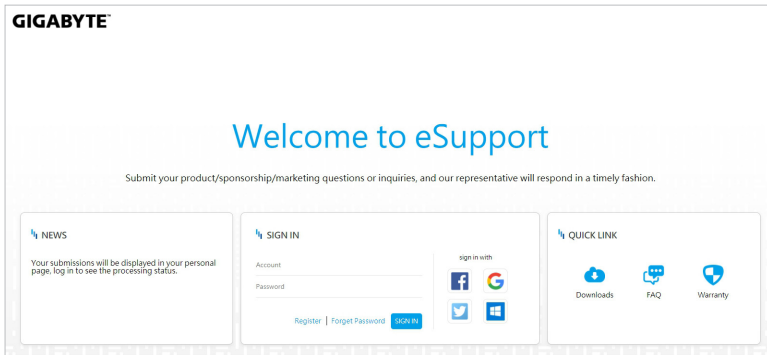 GIGABYTE™
Welcome to eSupport
Submit your product/sponsorship/marketing questions or inquiries, and our representative will respond in a timely fashion.
NEWS
Your submissions will be displayed in your personal
page, log in to see the processing status.
SIGN IN
Account
Password
Register | Forget Password SIGN IN
sign in with
QUICK LINK
Downloads FAQ Warranty